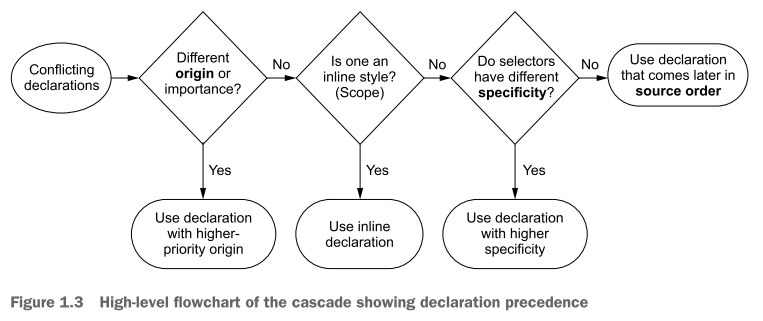 Conflicting
declarations
Different
origin or
importance?
No
Is one an
inline style?
(Scope)
No
Do selectors
have different
specificity?
No
Use declaration
that comes later in
source order
Yes
Yes
Yes
Use declaration
with higher-
priority origin
Use inline
declaration
Use declaration
with higher
specificity
Figure 1.3 High-level flowchart of the cascade showing declaration precedence